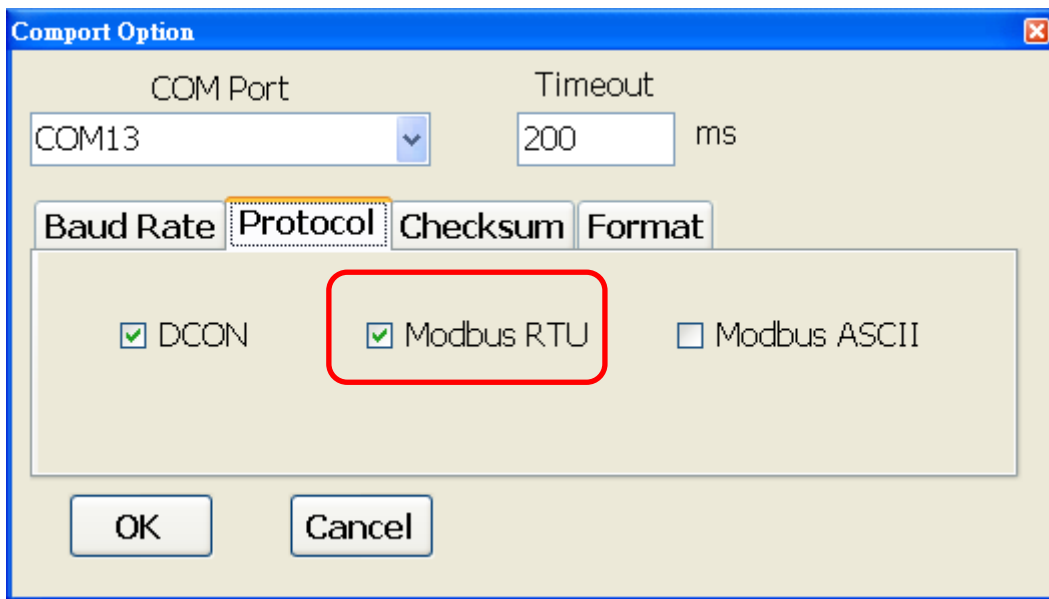 Comport Option
COM Port Timeout
COM13 200 ms
Baud Rate Protocol Checksum Format
DCON Modbus RTU Modbus ASCII
OK Cancel